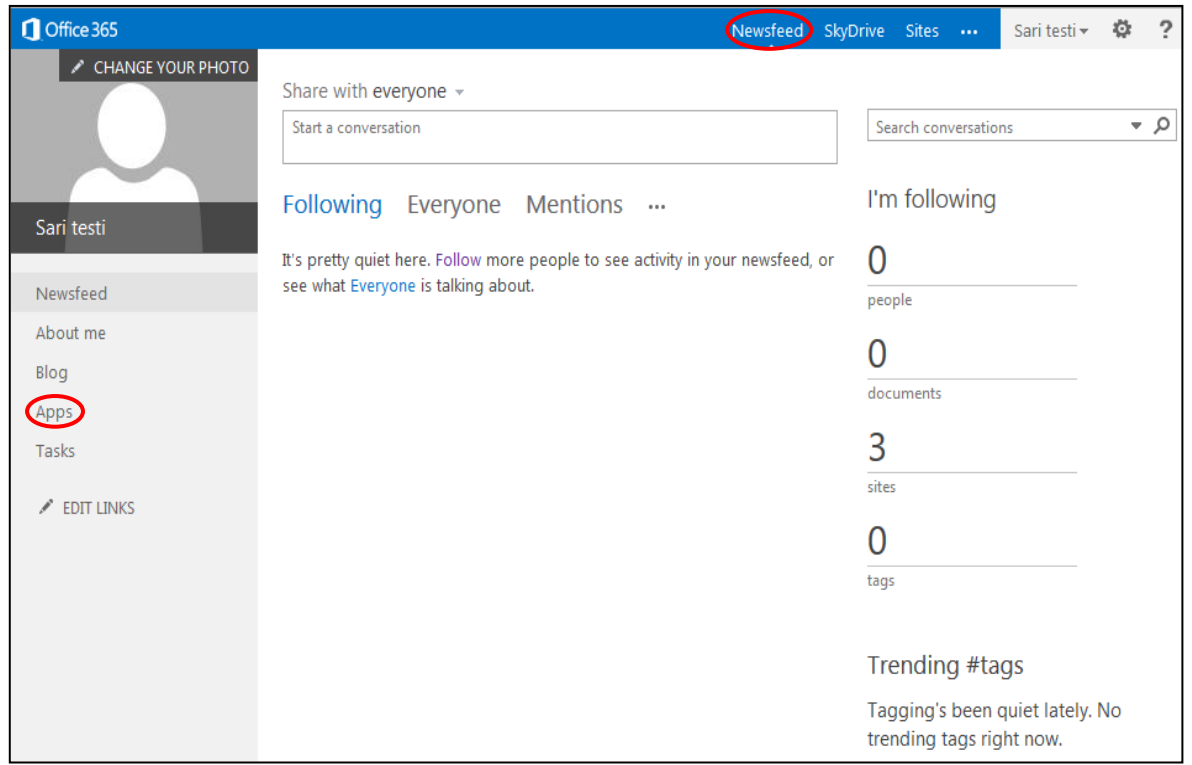 Office 365
Newsfeed SkyDrive Sites ••• Sari testi ?
CHANGE YOUR PHOTO
Sari testi
Newsfeed
About me
Blog
Apps
Tasks
EDIT LINKS
Share with everyone
Start a conversation
Following Everyone Mentions •••
It's pretty quiet here. Follow more people to see activity in your newsfeed, or
see what Everyone is talking about.
Search conversations
I'm following
0
people
0
documents
3
sites
0
tags
Trending #tags
Tagging's been quiet lately. No
trending tags right now.